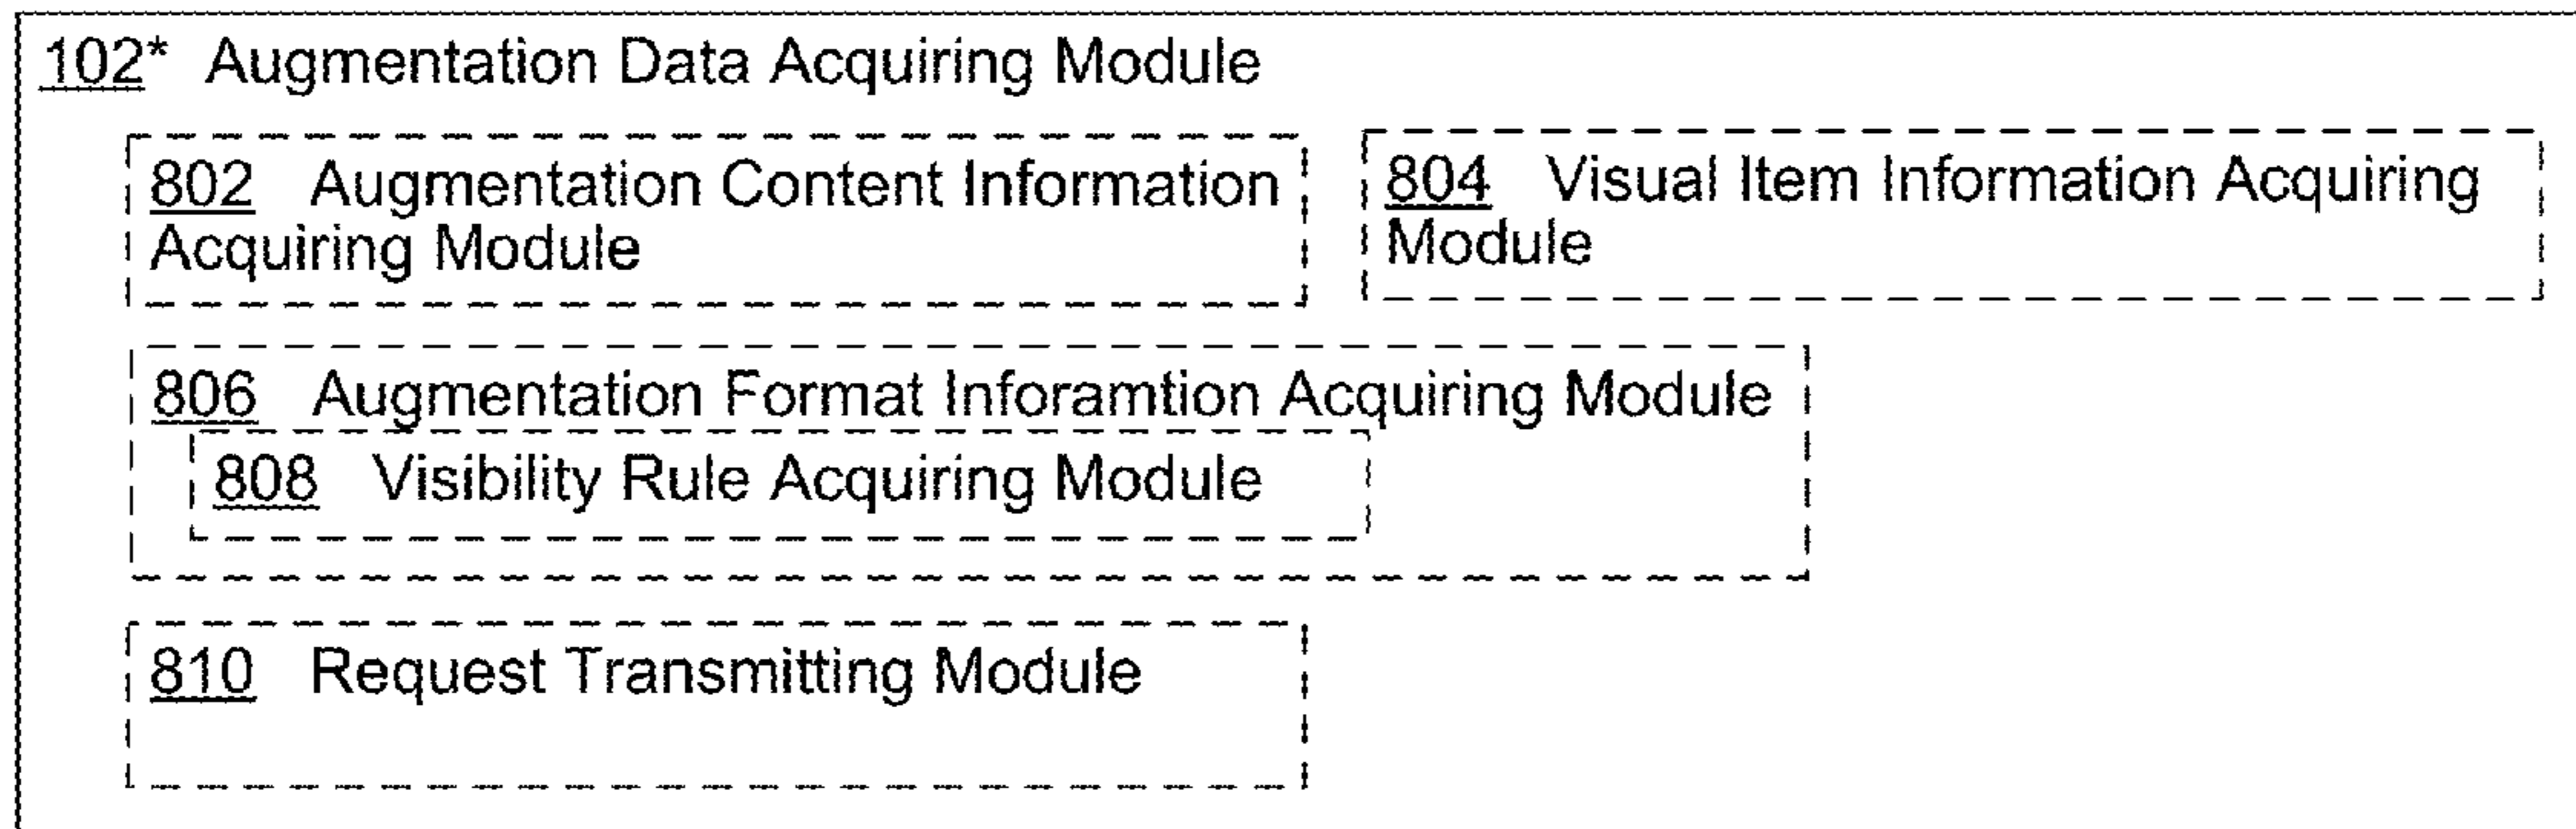 102* Augmentation Data Acquiring Module
802 Augmentation Content Information
Acquiring Module
804 Visual Item Information Acquiring
Module
806 Augmentation Format Inforamtion Acquiring Module
808 Visibility Rule Acquiring Module
810 Request Transmitting Module